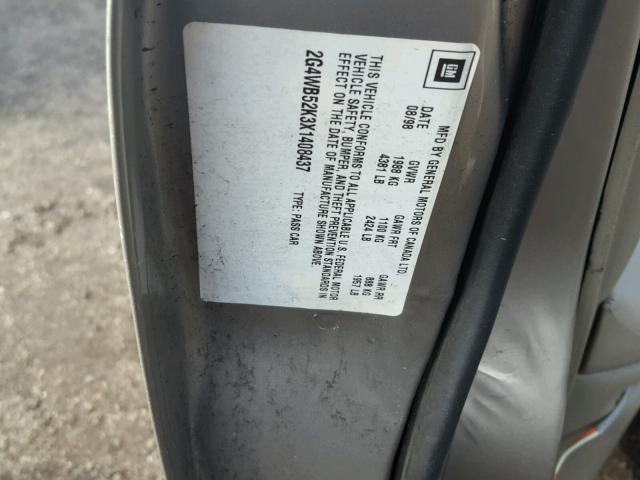 GM
MFD BY GENERAL MOTORS OF CANADA LTD.
DATE GVWR GAWR FRT GAWR RR
08/98 1988 KG 1100 KG 888 KG
4381 LB 2424 LB 1957 LB
THIS VEHICLE CONFORMS TO ALL APPLICABLE U.S. FEDERAL MOTOR
VEHICLE SAFETY, BUMPER, AND THEFT PREVENTION STANDARDS IN
EFFECT ON THE DATE OF MANUFACTURE SHOWN ABOVE.
2G4WB52K3X1408437 TYPE: PASS CAR